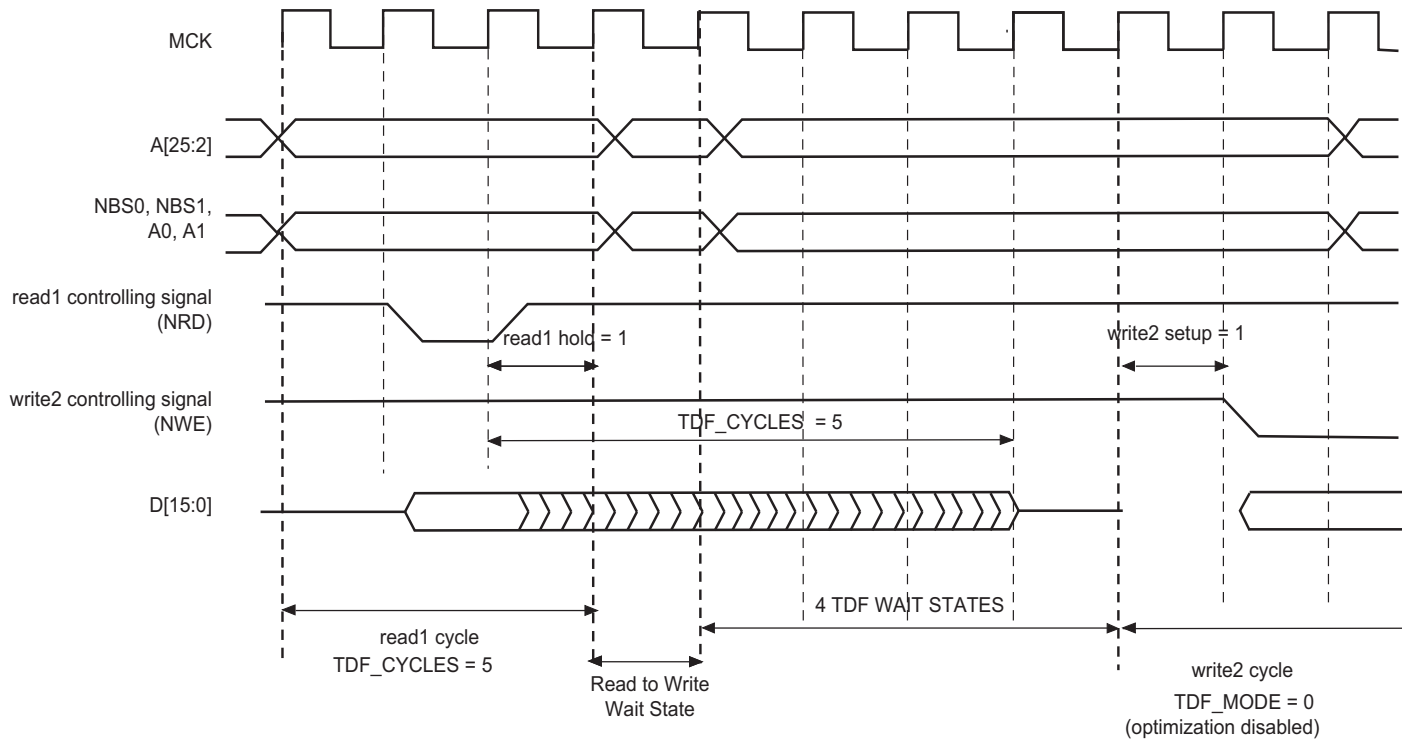 MCK
A[25:2]
NBS0, NBS1,
A0, A1
read1 controlling signal
(NRD)
read1 hold = 1
write2 setup = 1
write2 controlling signal
(NWE)
TDF_CYCLES = 5
D[15:0]
4 TDF WAIT STATES
read1 cycle
TDF_CYCLES = 5
Read to Write
Wait State
write2 cycle
TDF_MODE = 0
(optimization disabled)